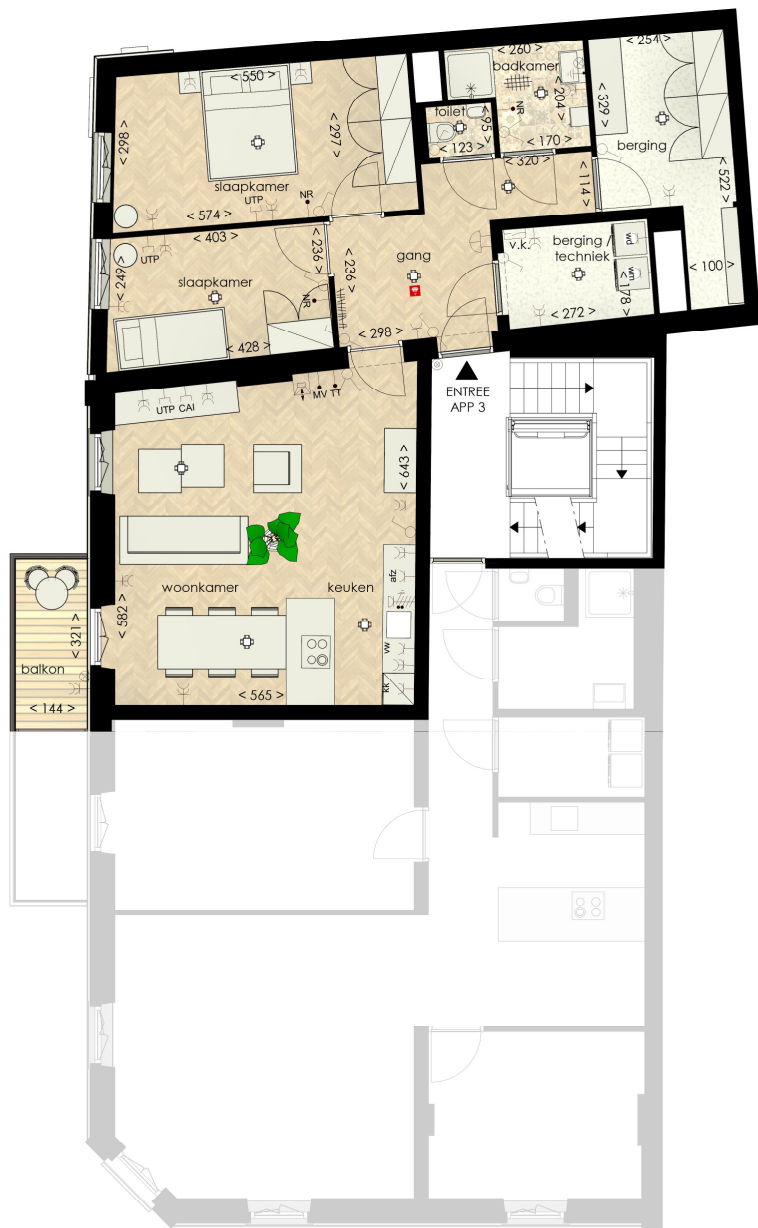 < 550 >
< 298 >
< 297 >
slaapkamer
UTP
NR
< 574 >
< 260 >
badkamer
< 204 >
NR
< 170 >
toilet
< 95 >
< 123 >
< 254 >
< 329 >
berging
< 522 >
< 320 >
< 114 >
< 100 >
< 403 >
UTP
< 249 >
< 236 >
slaapkamer
NR
< 428 >
gang
< 236 >
< 298 >
v.k.
berging /
techniek
wd
wm
< 178 >
< 272 >
ENTREE
APP 3
UTP CAI
MV TT
< 643 >
afz
woonkamer
keuken
< 582 >
vw
kk
< 565 >
< 321 >
balkon
< 144 >